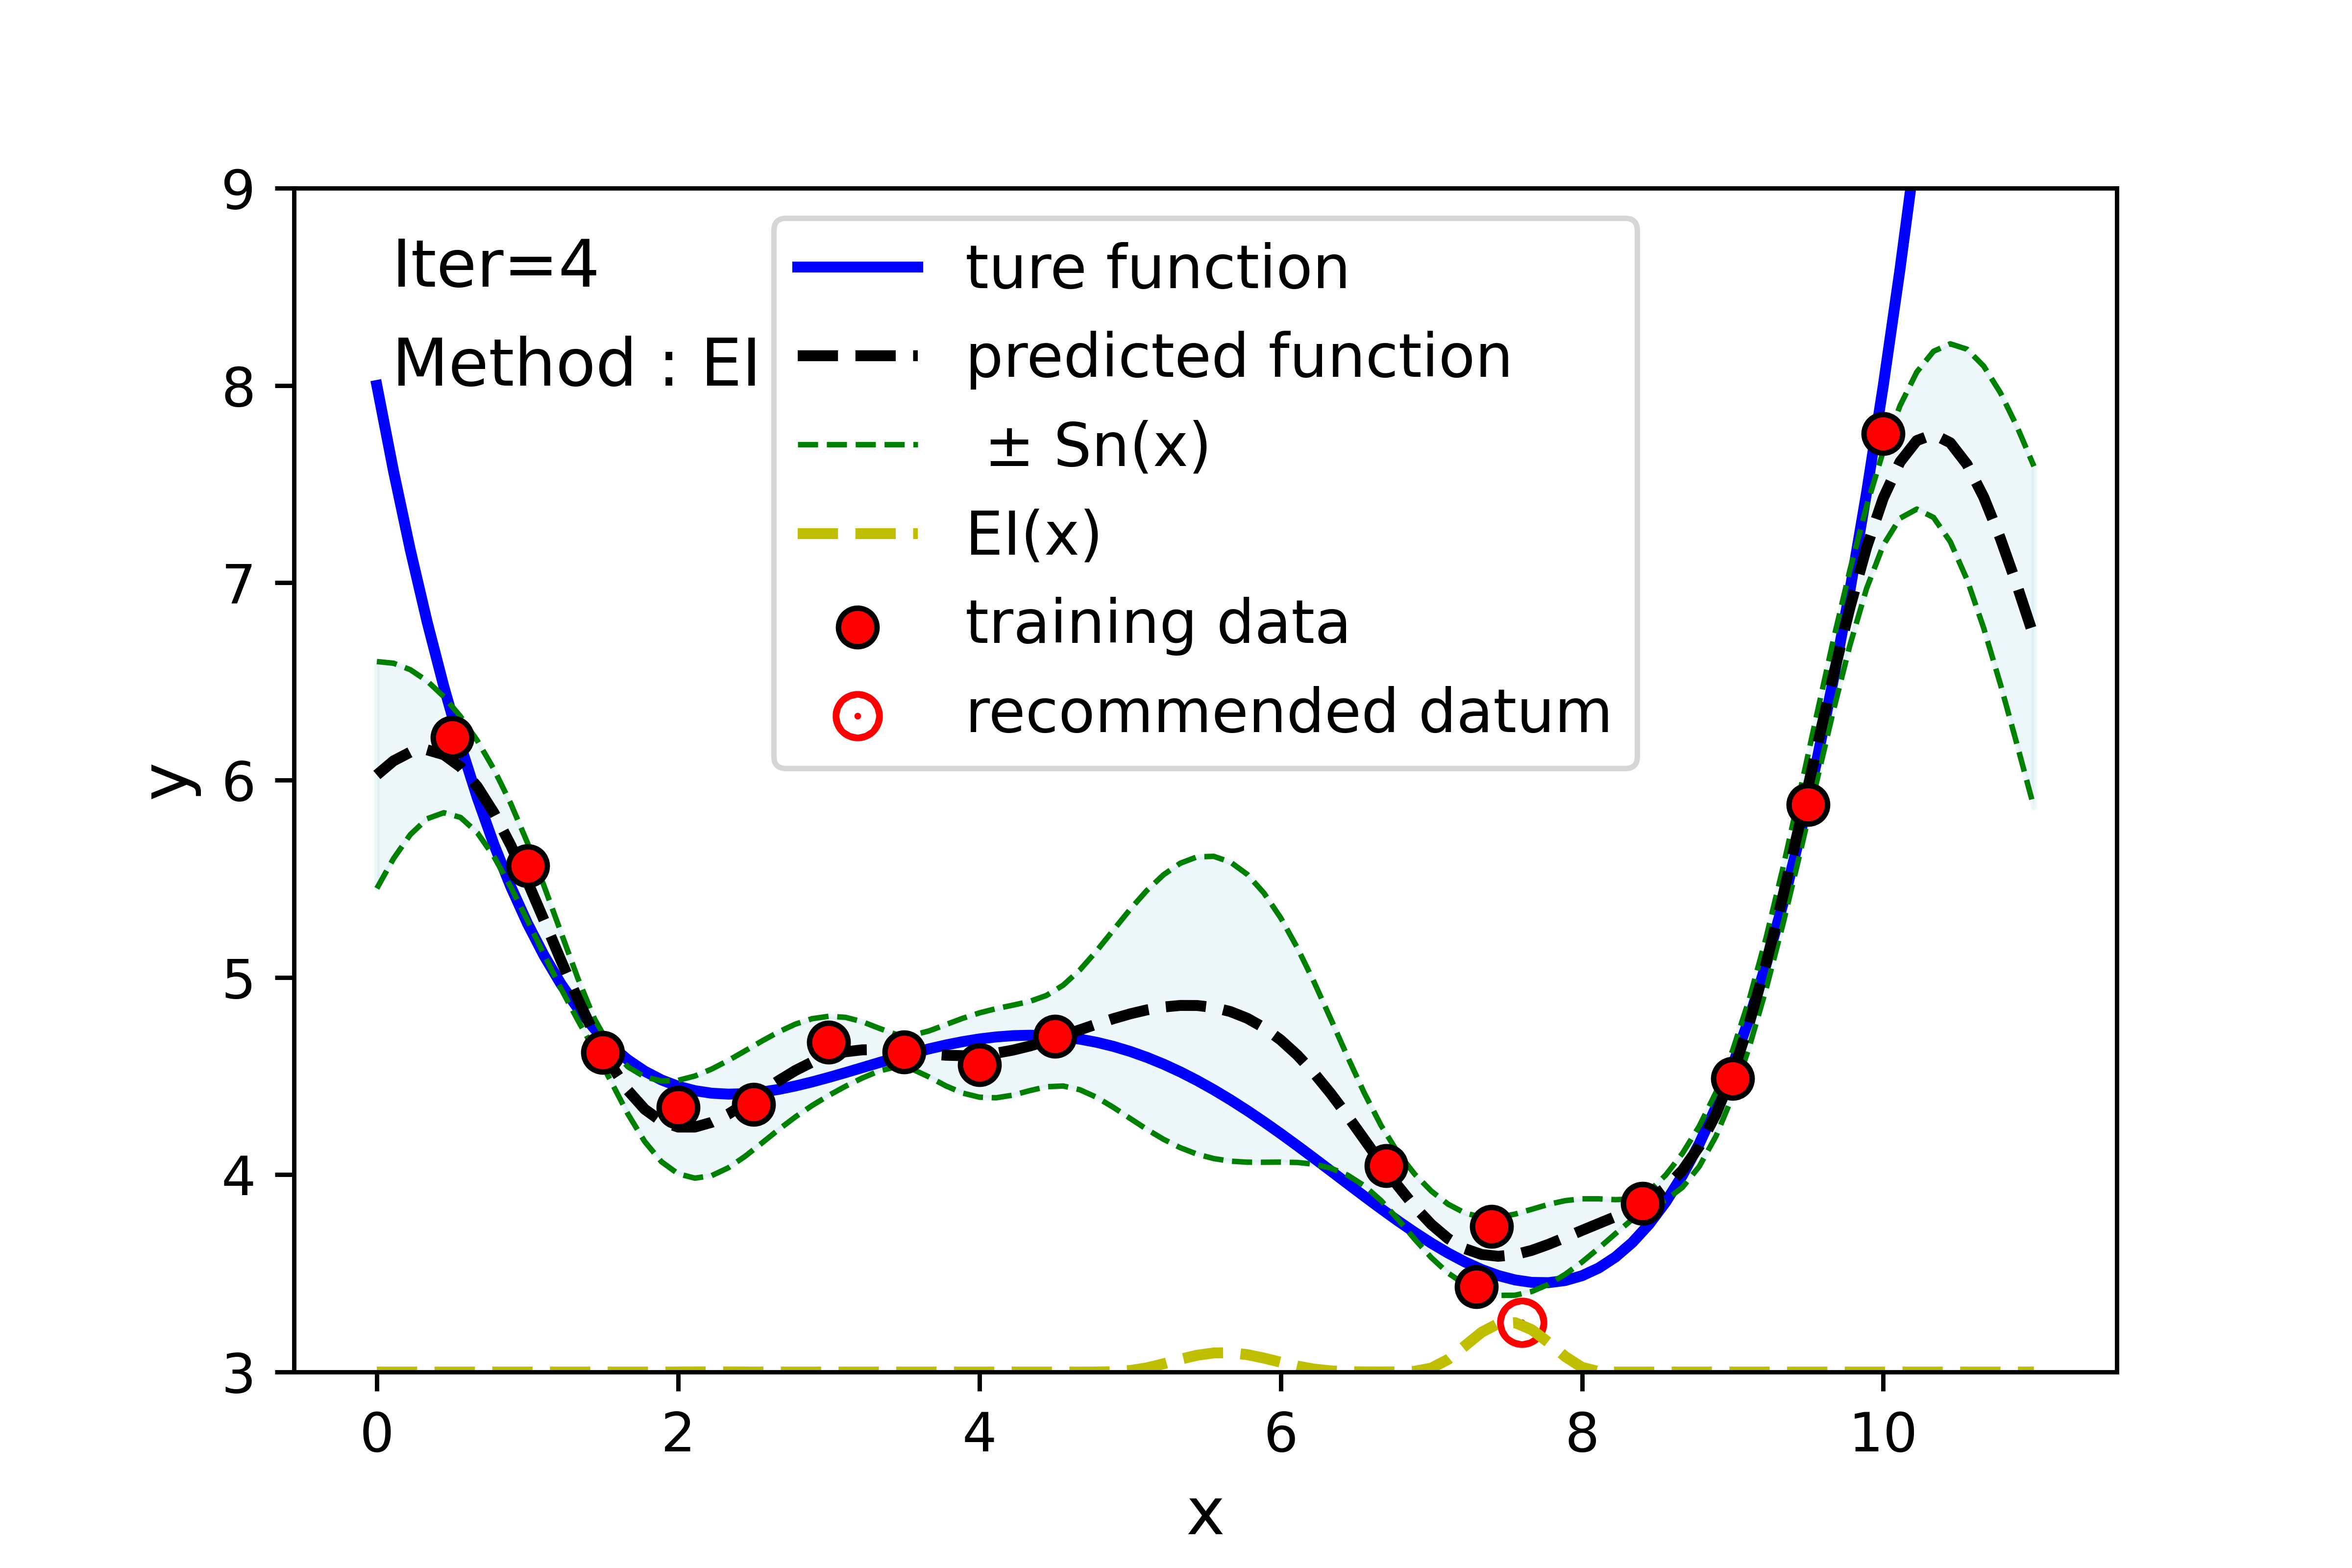 Iter=4
Method : EI
ture function
predicted function
± Sn(x)
EI(x)
training data
recommended datum
9
8
7
6
5
4
3
y
0 2 4 6 8 10
x